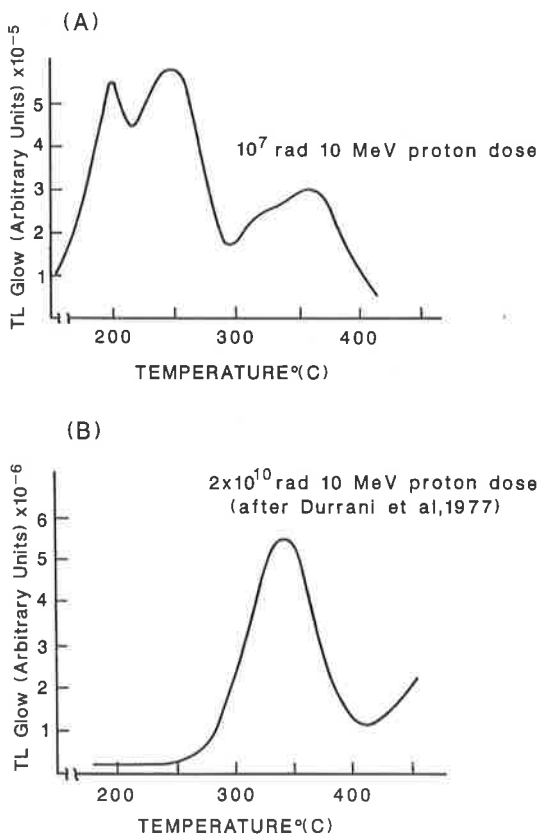 (A)
TL Glow (Arbitrary Units) x10-5
5
4
3
2
1
10⁷ rad 10 MeV proton dose
200 300 400
TEMPERATURE°(C)
(B)
TL Glow (Arbitrary Units) x10-6
6
5
4
3
2
1
2x10¹⁰ rad 10 MeV proton dose
(after Durrani et al,1977)
200 300 400
TEMPERATURE°(C)